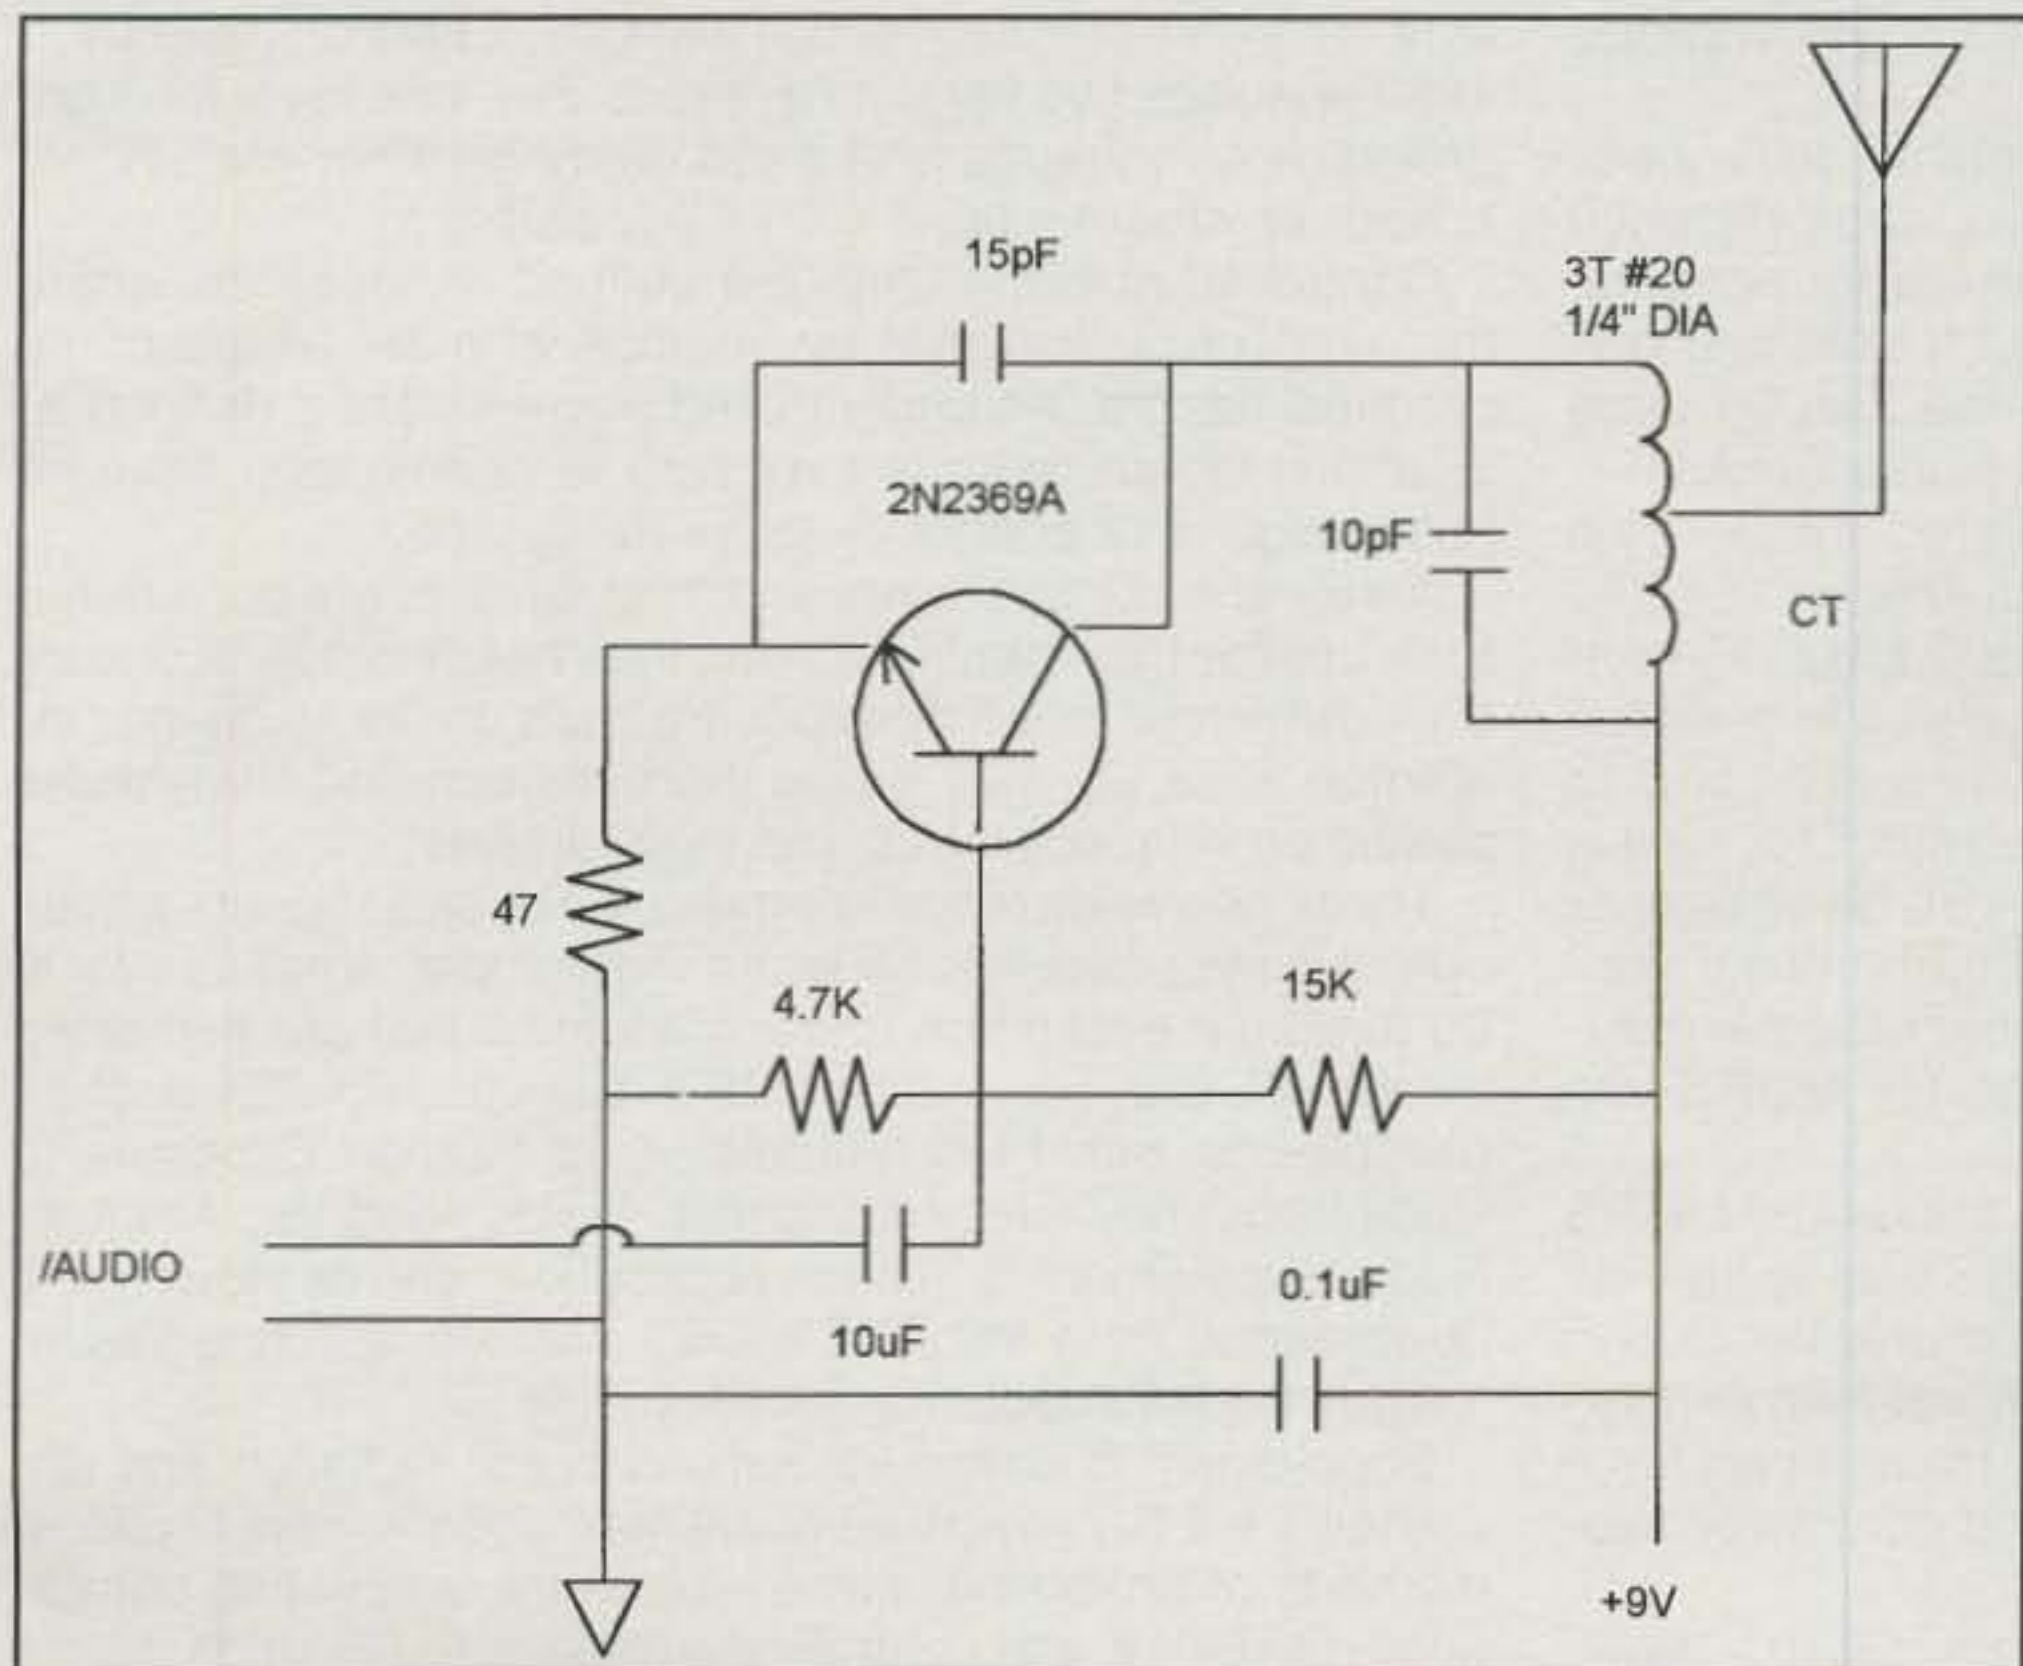 15pF
3T #20
1/4" DIA
2N2369A
10pF
CT
47
4.7K
15K
/AUDIO
0.1uF
10uF
+9V